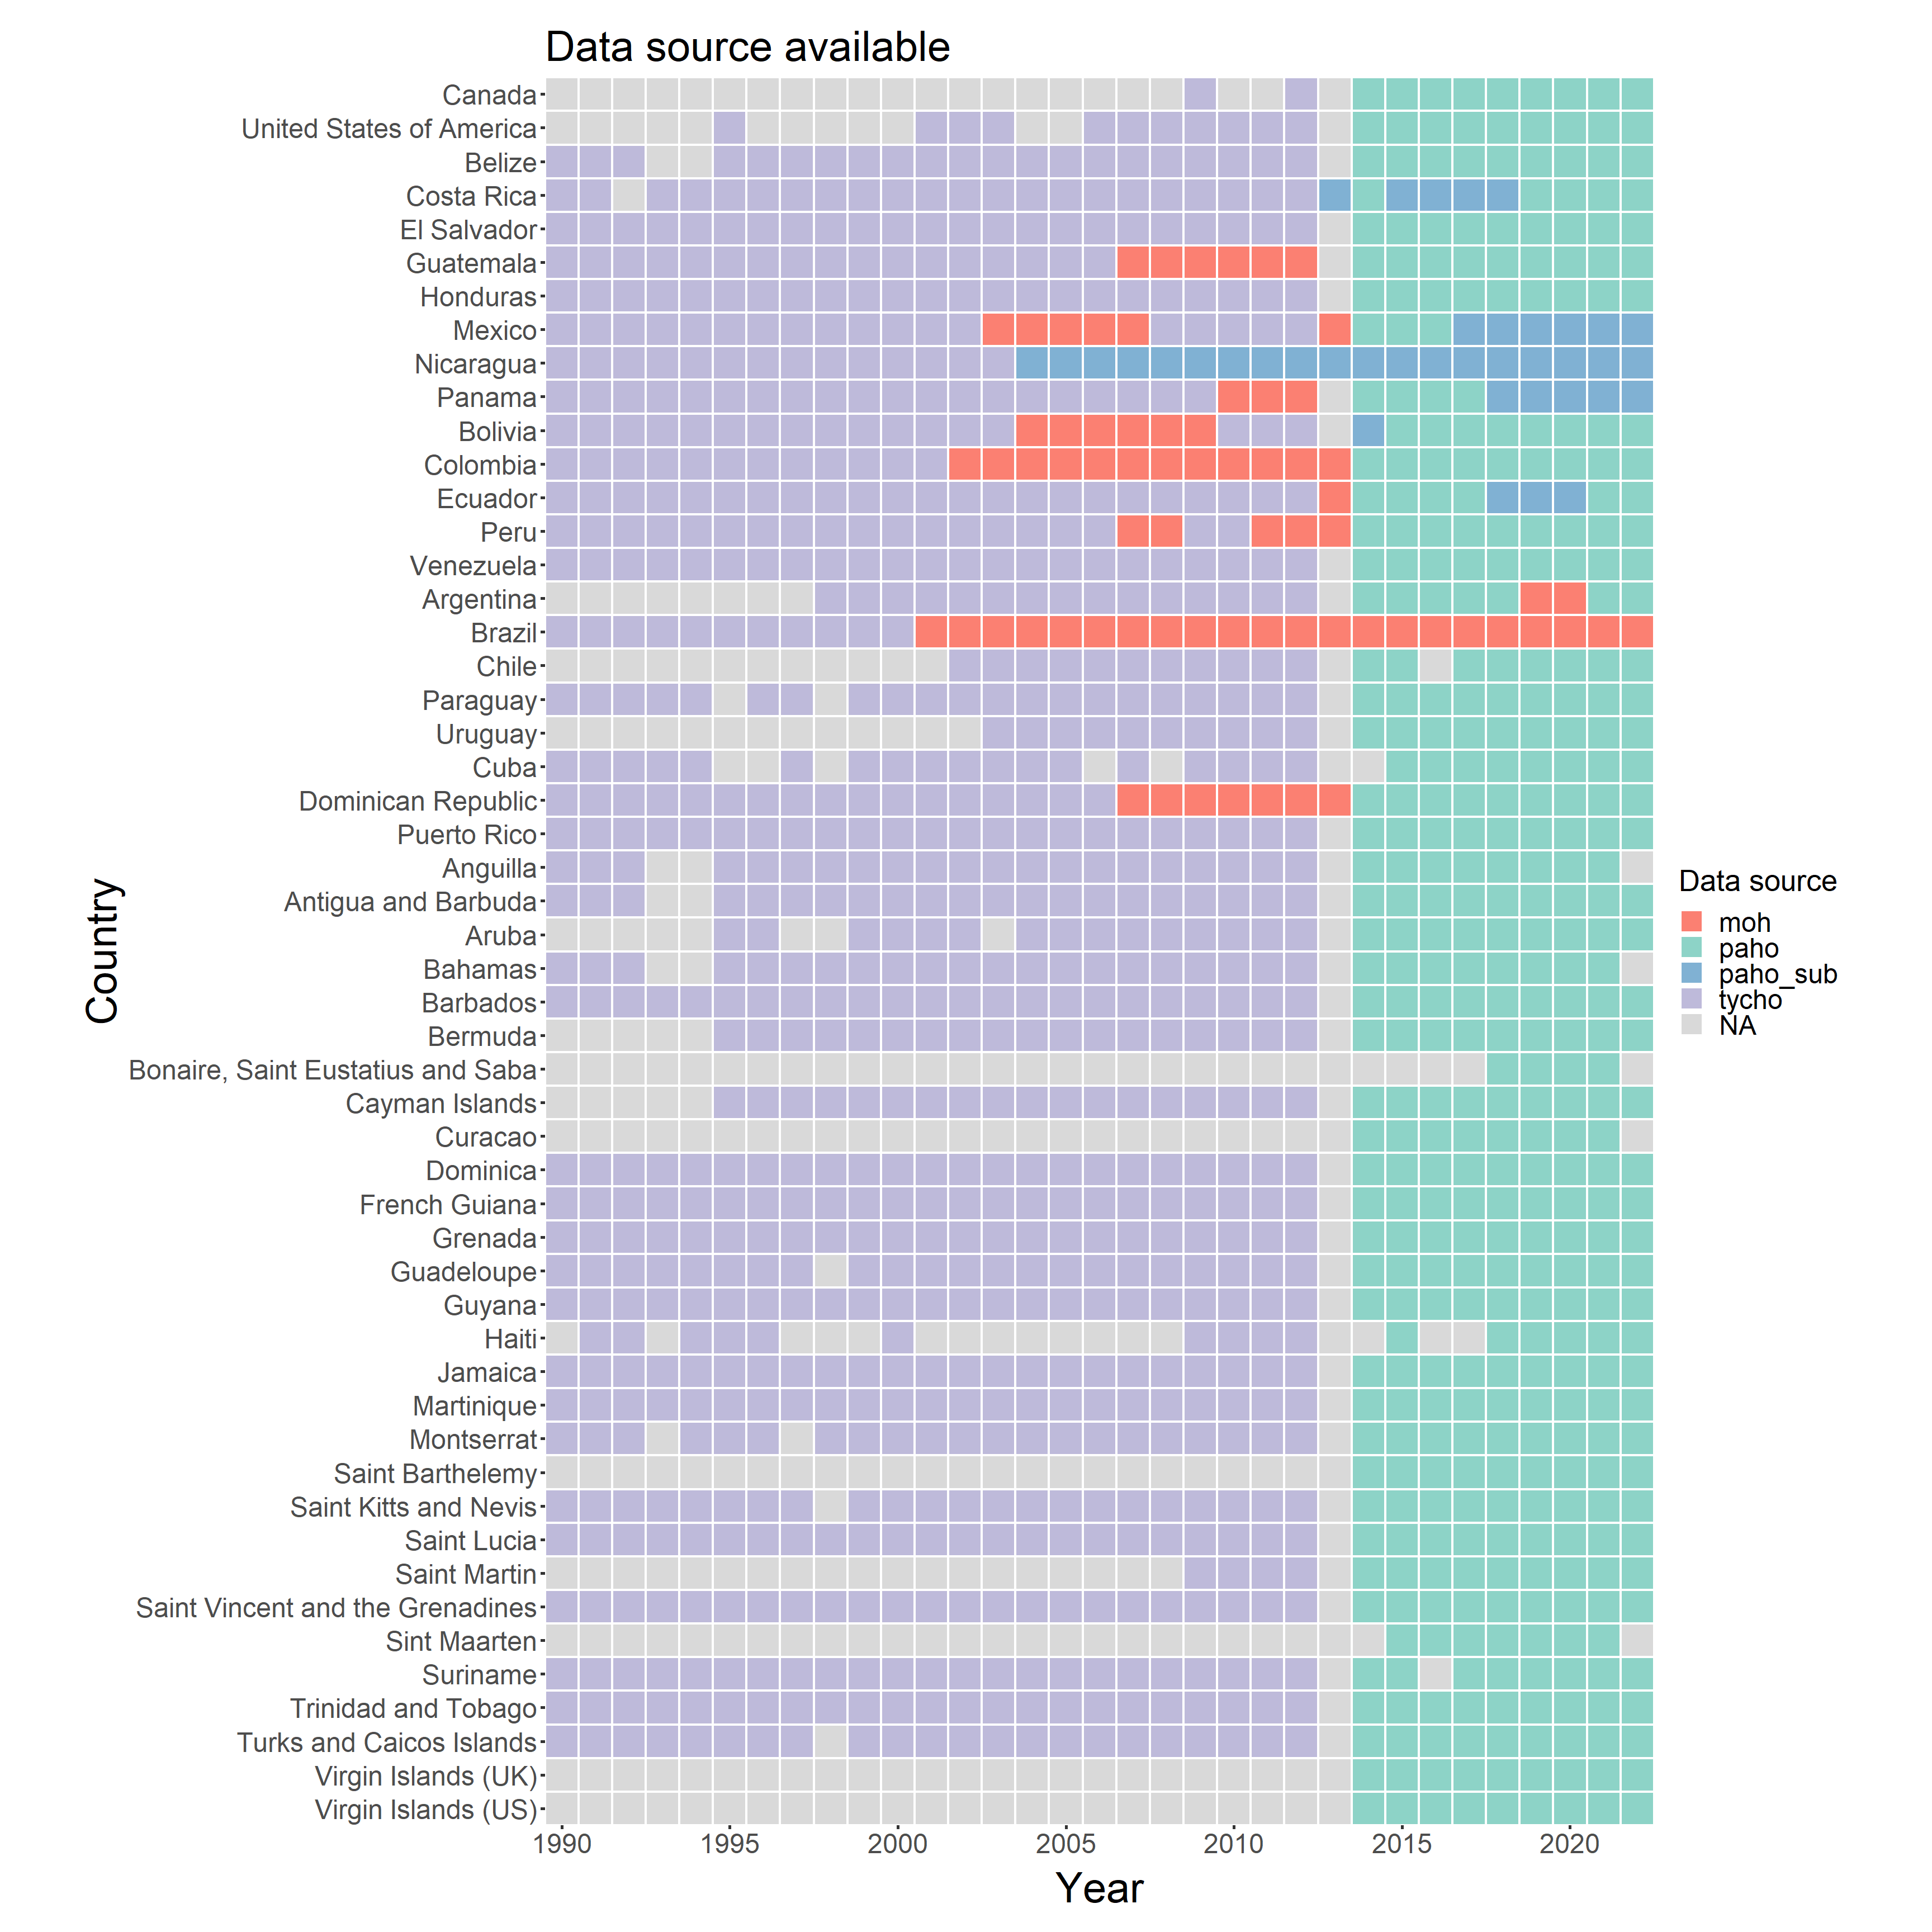 Data source available
Canada
United States of America
Belize
Costa Rica
El Salvador
Guatemala
Honduras
Mexico
Nicaragua
Panama
Bolivia
Colombia
Ecuador
Peru
Venezuela
Argentina
Brazil
Chile
Paraguay
Uruguay
Cuba
Dominican Republic
Puerto Rico
Anguilla
Antigua and Barbuda
Aruba
Bahamas
Barbados
Bermuda
Bonaire, Saint Eustatius and Saba
Cayman Islands
Curacao
Dominica
French Guiana
Grenada
Guadeloupe
Guyana
Haiti
Jamaica
Martinique
Montserrat
Saint Barthelemy
Saint Kitts and Nevis
Saint Lucia
Saint Martin
Saint Vincent and the Grenadines
Sint Maarten
Suriname
Trinidad and Tobago
Turks and Caicos Islands
Virgin Islands (UK)
Virgin Islands (US)
Country
1990 1995 2000 2005 2010 2015 2020
Year
Data source
moh
paho
paho_sub
tycho
NA